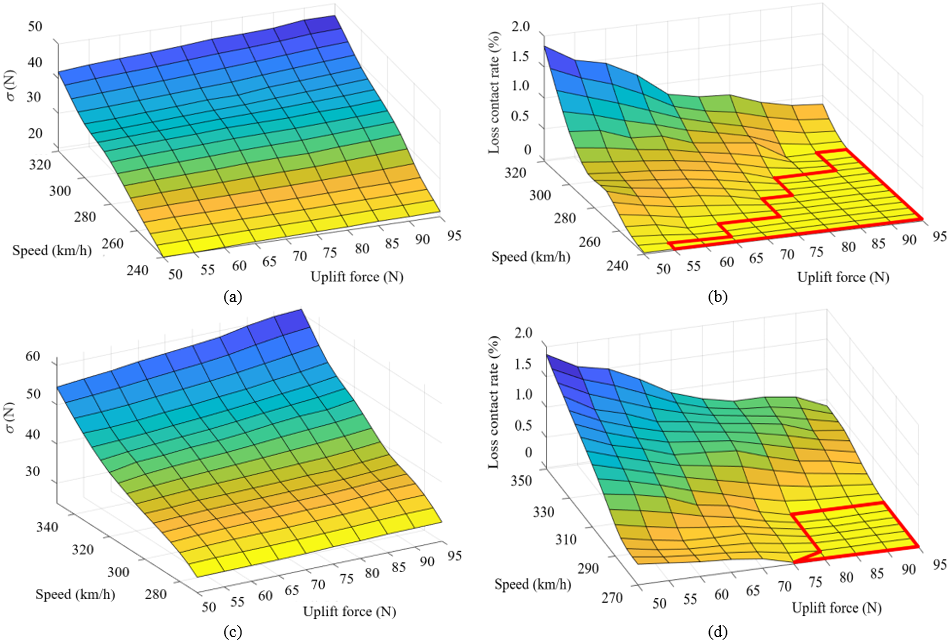 50
40
30
20
σ (N)
320
300
280
260
240
Speed (km/h)
50 55 60 65 70 75 80 85 90 95
Uplift force (N)
(a)
2.0
1.5
1.0
0.5
0
Loss contact rate (%)
320
300
280
260
240
Speed (km/h)
50 55 60 65 70 75 80 85 90 95
Uplift force (N)
(b)
60
50
40
30
σ (N)
340
320
300
280
Speed (km/h)
50 55 60 65 70 75 80 85 90 95
Uplift force (N)
(c)
2.0
1.5
1.0
0.5
0
Loss contact rate (%)
350
330
310
290
270
Speed (km/h)
50 55 60 65 70 75 80 85 90 95
Uplift force (N)
(d)